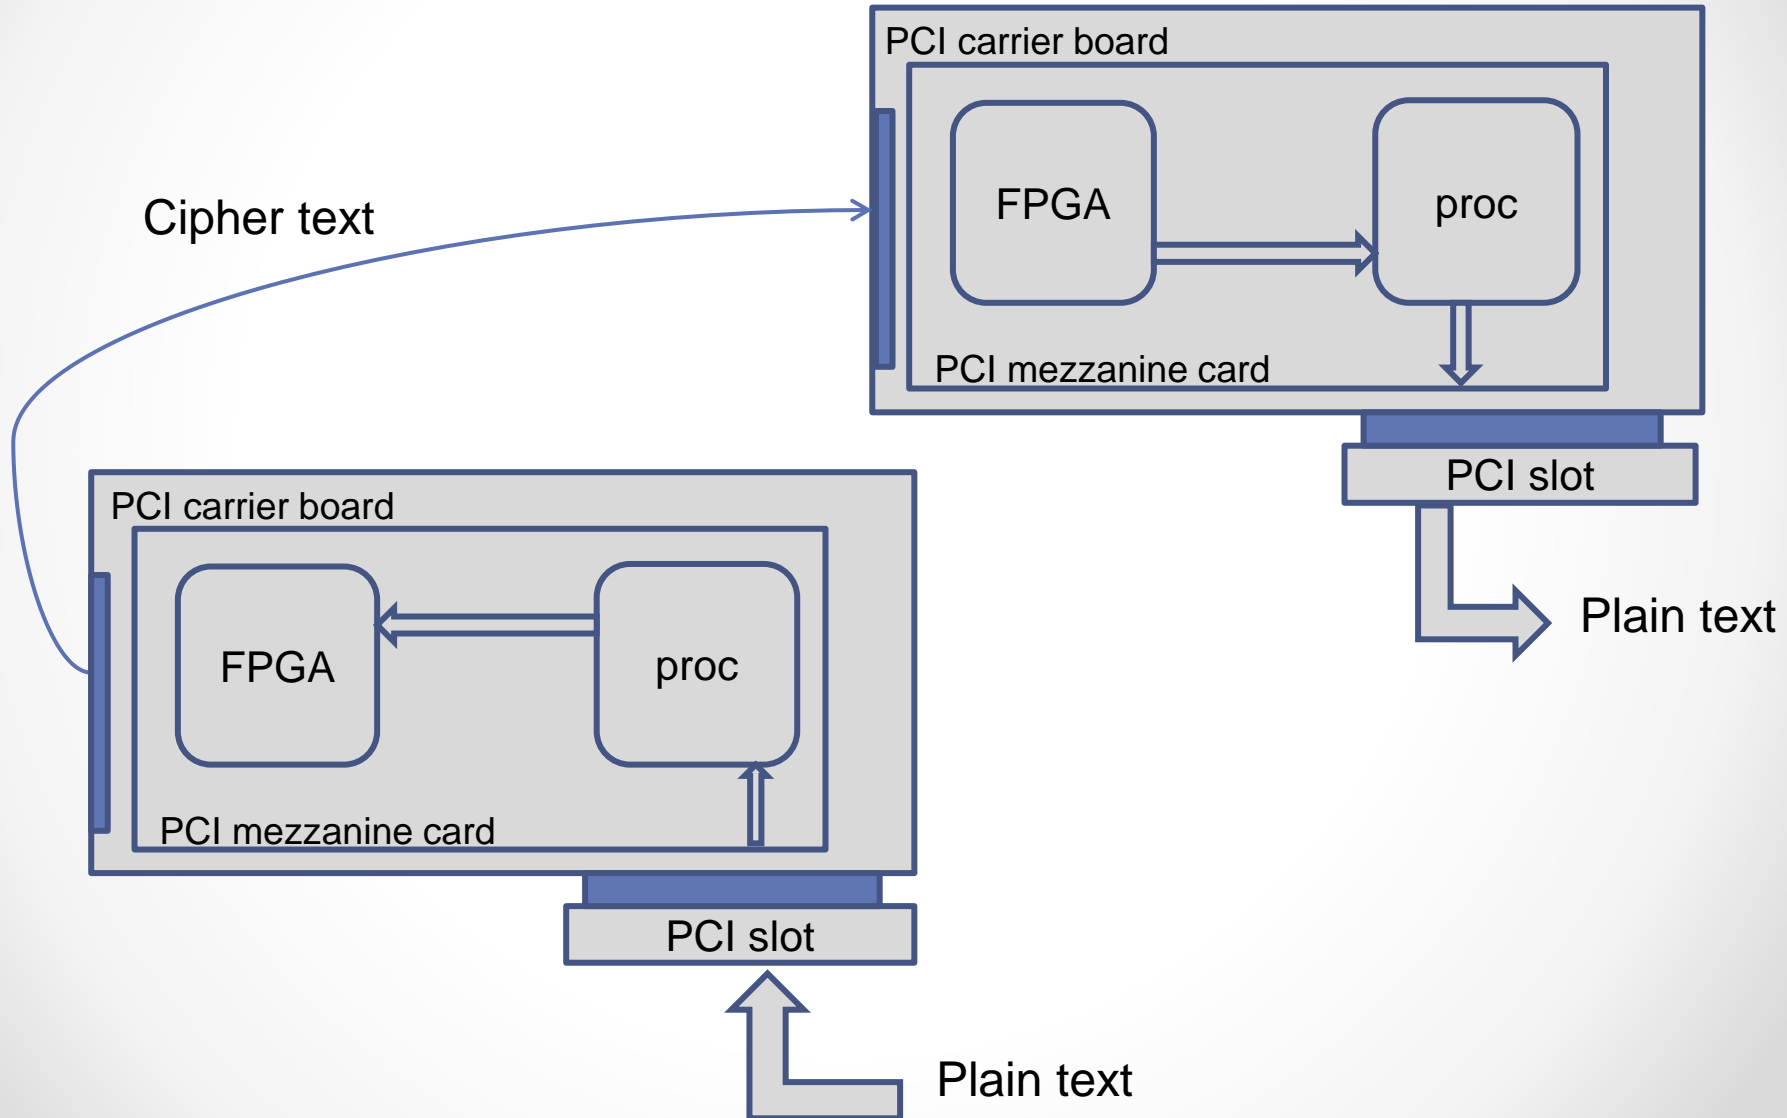 PCI carrier board
FPGA
proc
Cipher text
PCI mezzanine card
PCI slot
Plain text
PCI carrier board
FPGA
proc
PCI mezzanine card
PCI slot
Plain text